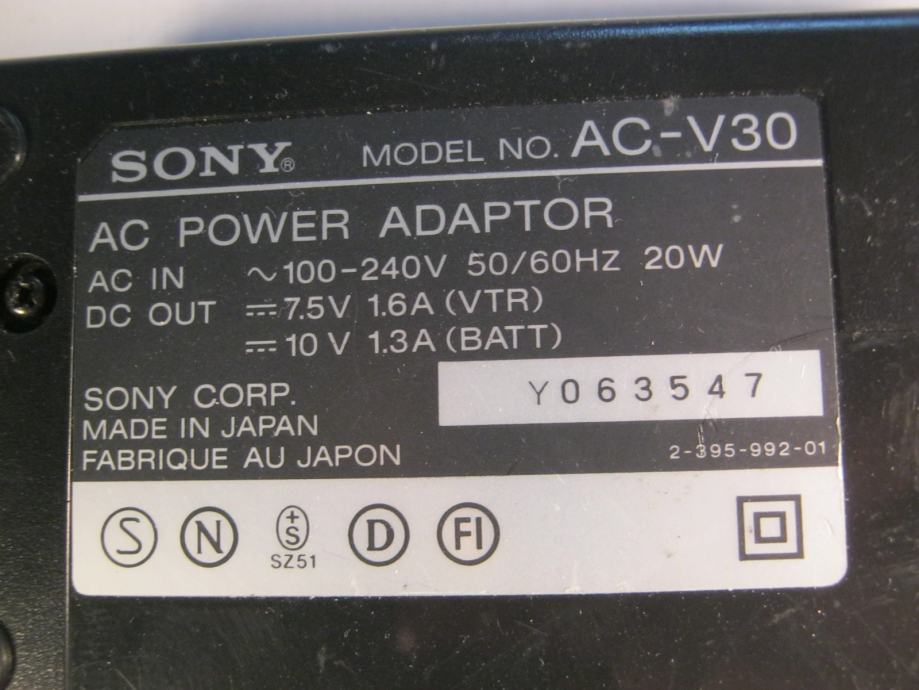 SONY® MODEL NO. AC-V30
AC POWER ADAPTOR
AC IN ~100-240V 50/60HZ 20W
DC OUT ⎓7.5V 1.6A (VTR)
⎓10 V 1.3A (BATT)
Y063547
SONY CORP.
MADE IN JAPAN
FABRIQUE AU JAPON
2-395-992-01
S N +S D FI
SZ51